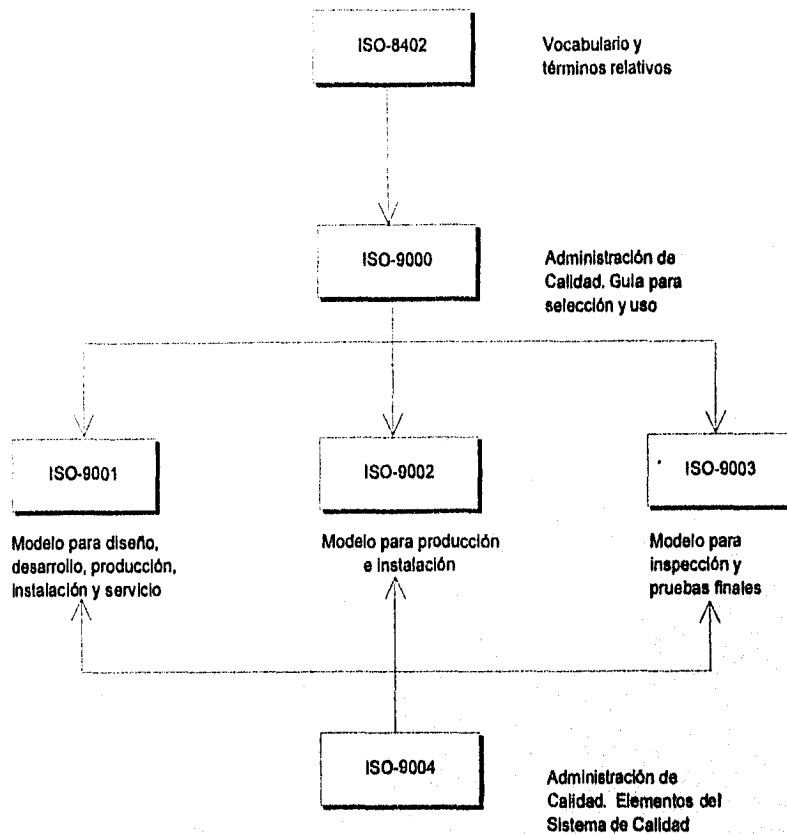 ISO-8402
Vocabulario y
términos relativos
ISO-9000
Administración de
Calidad. Guía para
selección y uso
ISO-9001
Modelo para diseño,
desarrollo, producción,
instalación y servicio
ISO-9002
Modelo para producción
e instalación
ISO-9003
Modelo para
inspección y
pruebas finales
ISO-9004
Administración de
Calidad. Elementos del
Sistema de Calidad